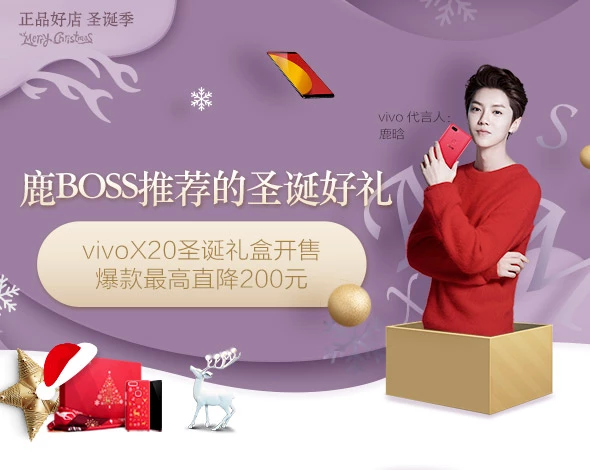 正品好店 圣诞季
Merry Christmas
vivo 代言人：
鹿晗
鹿BOSS推荐的圣诞好礼
vivoX20圣诞礼盒开售
爆款最高直降200元
S
X